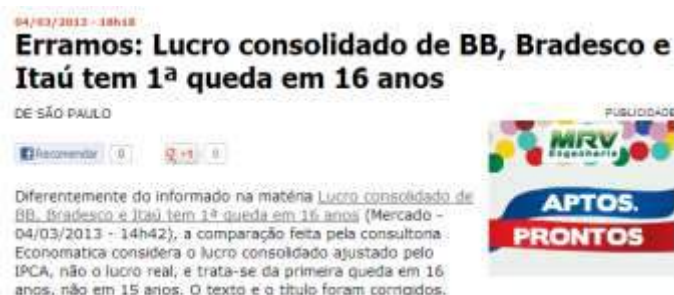 04/03/2013 - 18h18
Erramos: Lucro consolidado de BB, Bradesco e
Itaú tem 1ª queda em 16 anos
DE SÃO PAULO
PUBLICIDADE
Recomendar 0 +1 0
MRV
Engenharia
APTOS.
PRONTOS
Diferentemente do informado na matéria Lucro consolidado de
BB, Bradesco e Itaú tem 1ª queda em 16 anos (Mercado -
04/03/2013 - 14h42), a comparação feita pela consultoria
Economatica considera o lucro consolidado ajustado pelo
IPCA, não o lucro real, e trata-se da primeira queda em 16
anos, não em 15 anos. O texto e o título foram corrigidos.